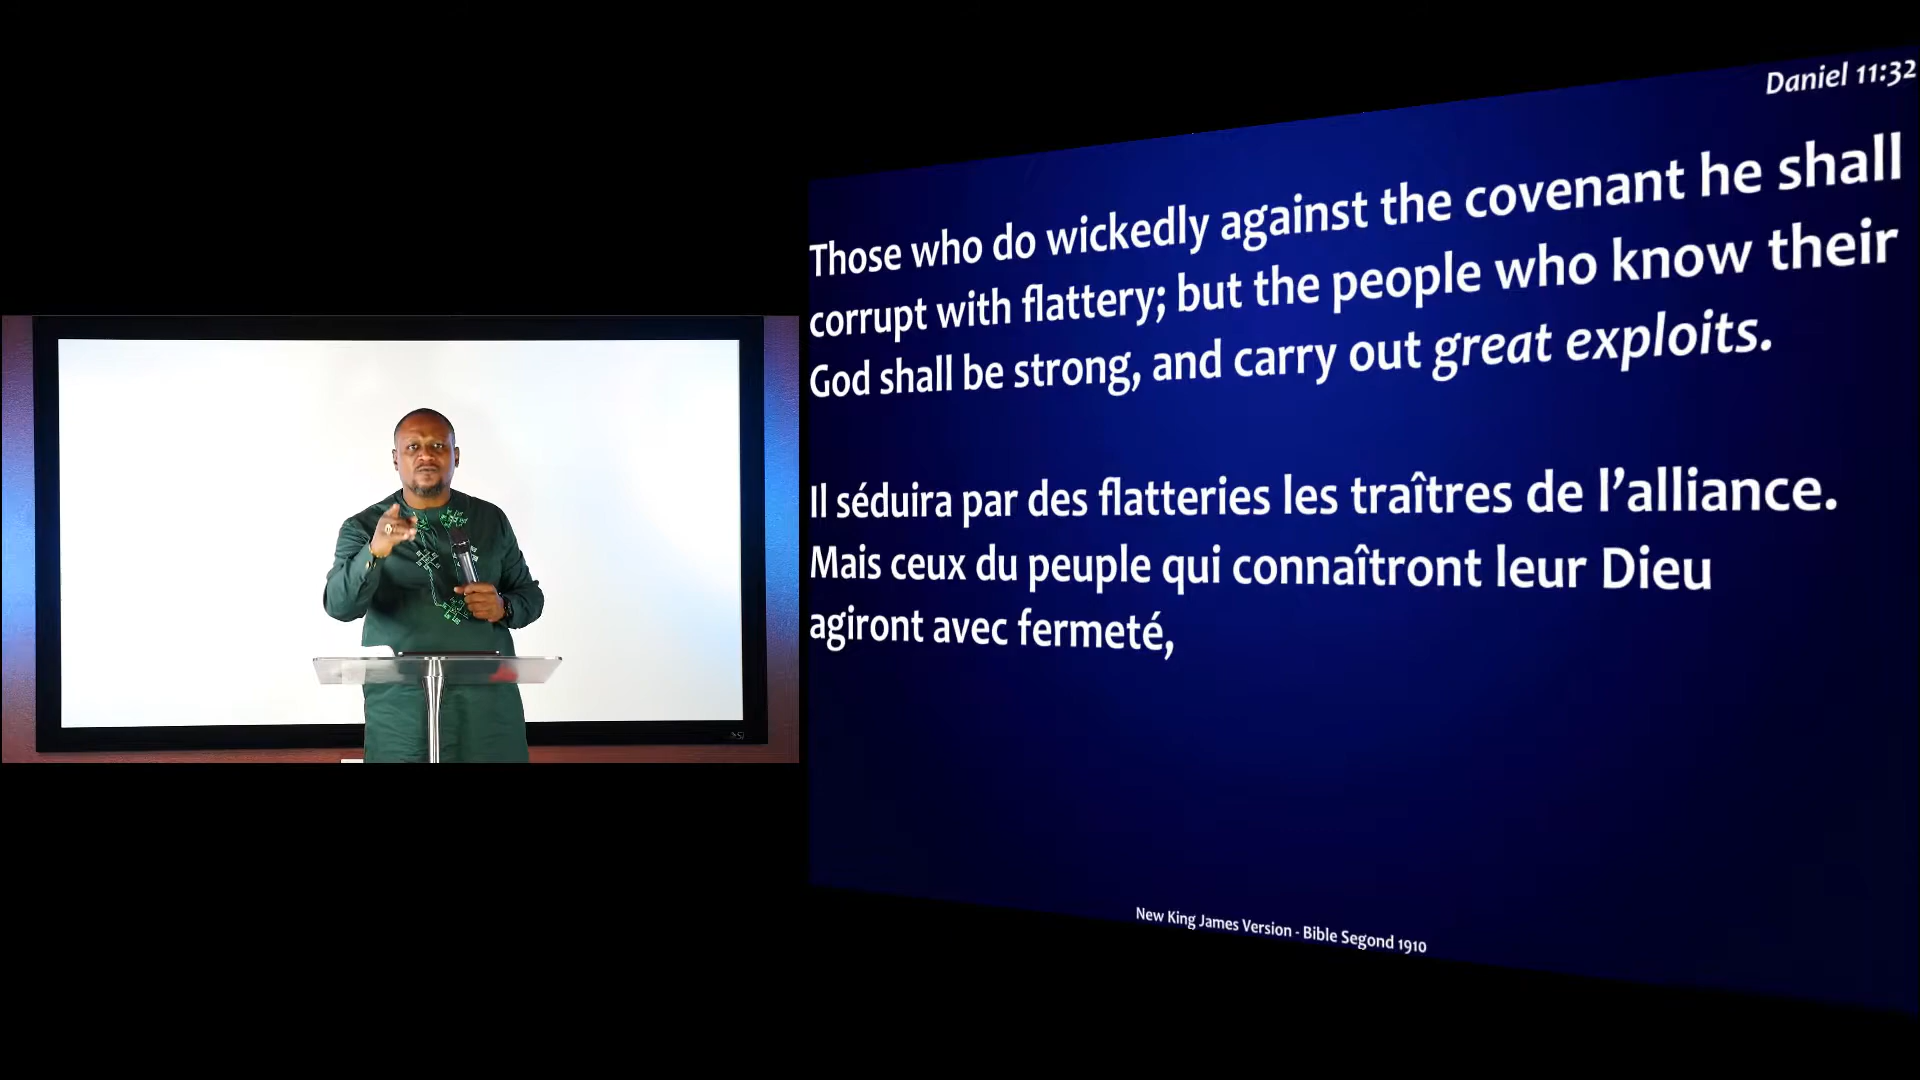 Daniel 11:32
Those who do wickedly against the covenant he shall
corrupt with flattery; but the people who know their
God shall be strong, and carry out great exploits.
Il séduira par des flatteries les traîtres de l’alliance.
Mais ceux du peuple qui connaîtront leur Dieu
agiront avec fermeté,
New King James Version - Bible Segond 1910